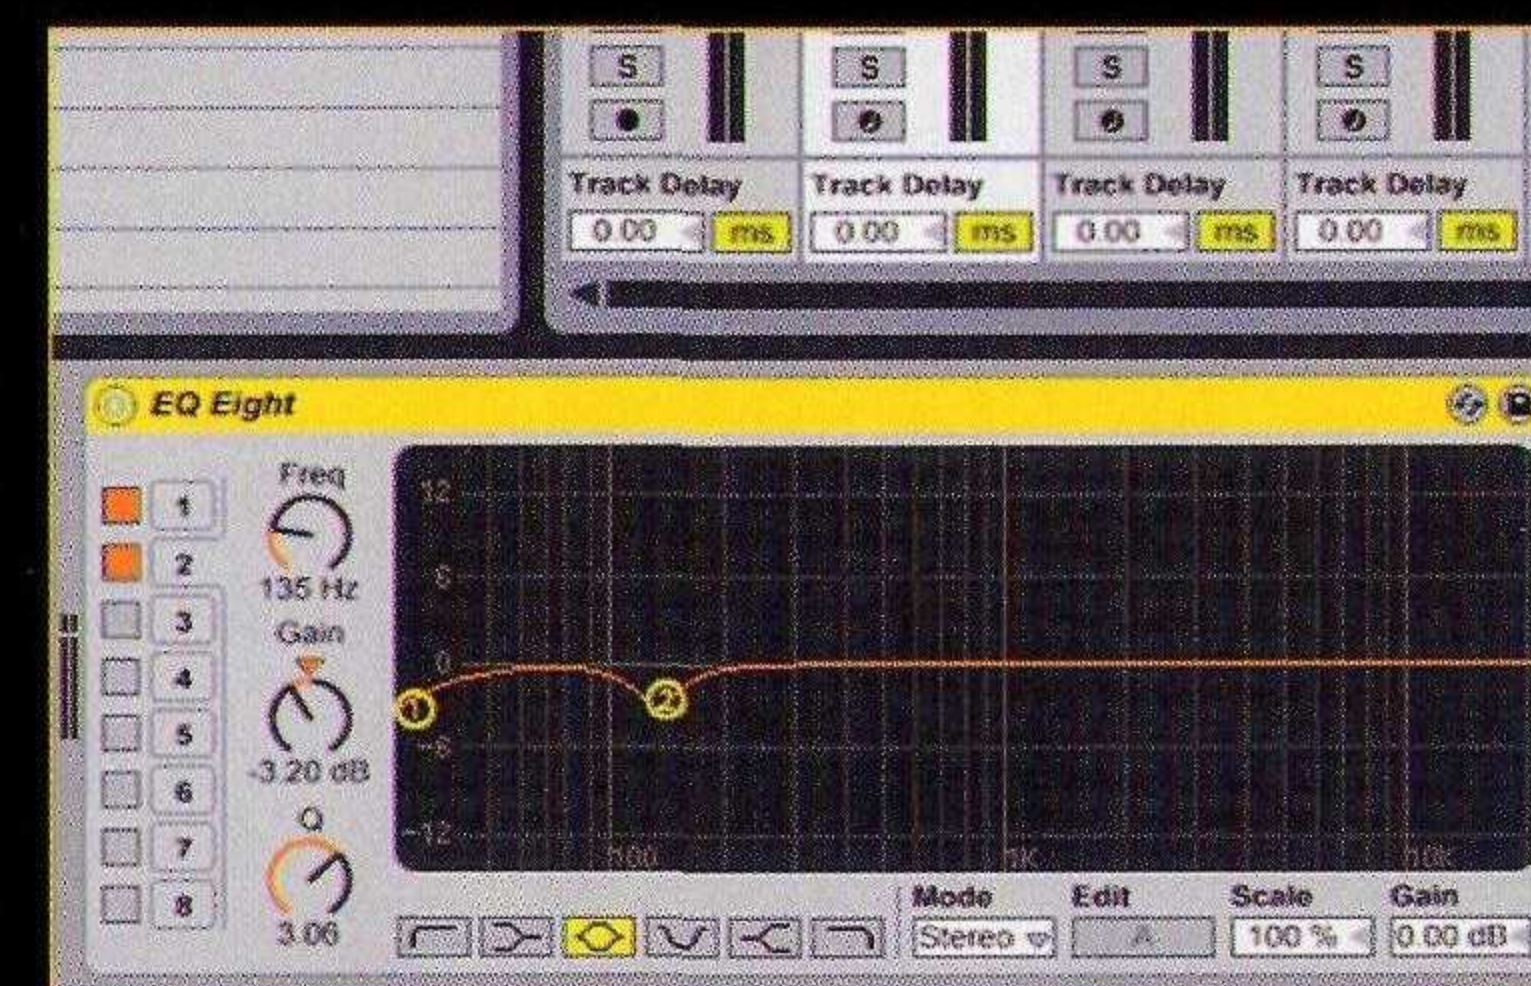 S S S S
Track Delay Track Delay Track Delay Track Delay
0.00 ms 0.00 ms 0.00 ms 0.00 ms
EQ Eight
Freq
135 Hz
Gain
-3.20 dB
Q
3.00
1
2
3
4
5
6
7
8
12
6
0
-6
-12
1
2
100 1K 10K
Mode Edit Scale Gain
Stereo A 100 % 0.00 dB